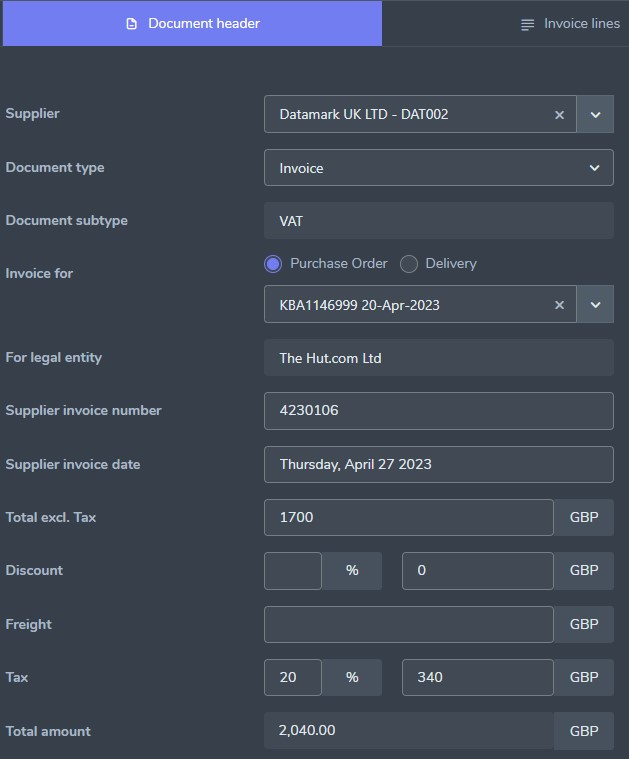 Document header
Invoice lines
Supplier
Datamark UK LTD - DAT002
Document type
Invoice
Document subtype
VAT
Invoice for
Purchase Order
Delivery
KBA1146999 20-Apr-2023
For legal entity
The Hut.com Ltd
Supplier invoice number
4230106
Supplier invoice date
Thursday, April 27 2023
Total excl. Tax
1700 GBP
Discount
% 0 GBP
Freight
GBP
Tax
20 % 340 GBP
Total amount
2,040.00 GBP